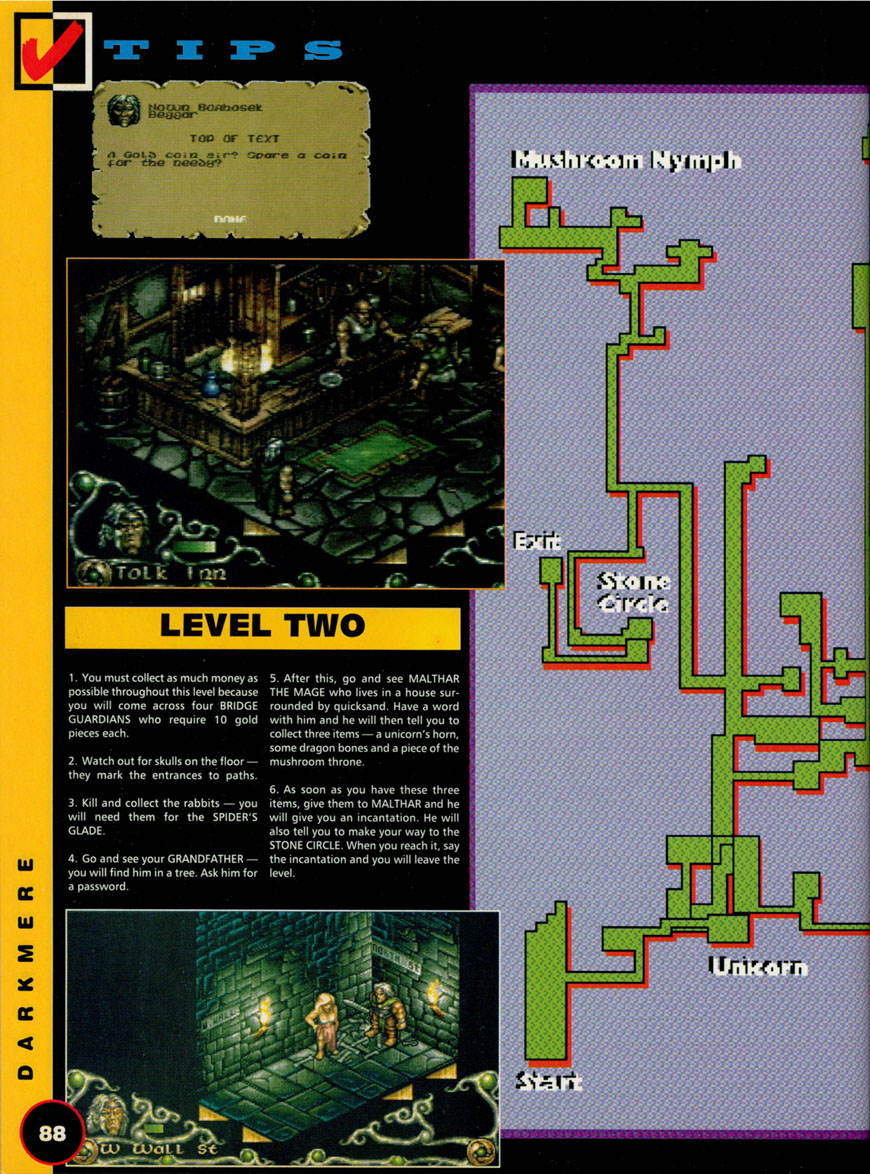 TIPS
Nown Borbosek
Beggar
TOP OF TEXT
A Gold coin sir? Spare a coin
for the needy?
DONE
Tolk Inn
LEVEL TWO
1. You must collect as much money as
possible throughout this level because
you will come across four BRIDGE
GUARDIANS who require 10 gold
pieces each.
2. Watch out for skulls on the floor —
they mark the entrances to paths.
3. Kill and collect the rabbits — you
will need them for the SPIDER'S
GLADE.
4. Go and see your GRANDFATHER —
you will find him in a tree. Ask him for
a password.
5. After this, go and see MALTHAR
THE MAGE who lives in a house sur-
rounded by quicksand. Have a word
with him and he will then tell you to
collect three items — a unicorn's horn,
some dragon bones and a piece of the
mushroom throne.
6. As soon as you have these three
items, give them to MALTHAR and he
will give you an incantation. He will
also tell you to make your way to the
STONE CIRCLE. When you reach it, say
the incantation and you will leave the
level.
NORTH ST
W Wall St
Mushroom Nymph
Exit
Stone
Circle
Unicorn
Start
DARKMERE
88